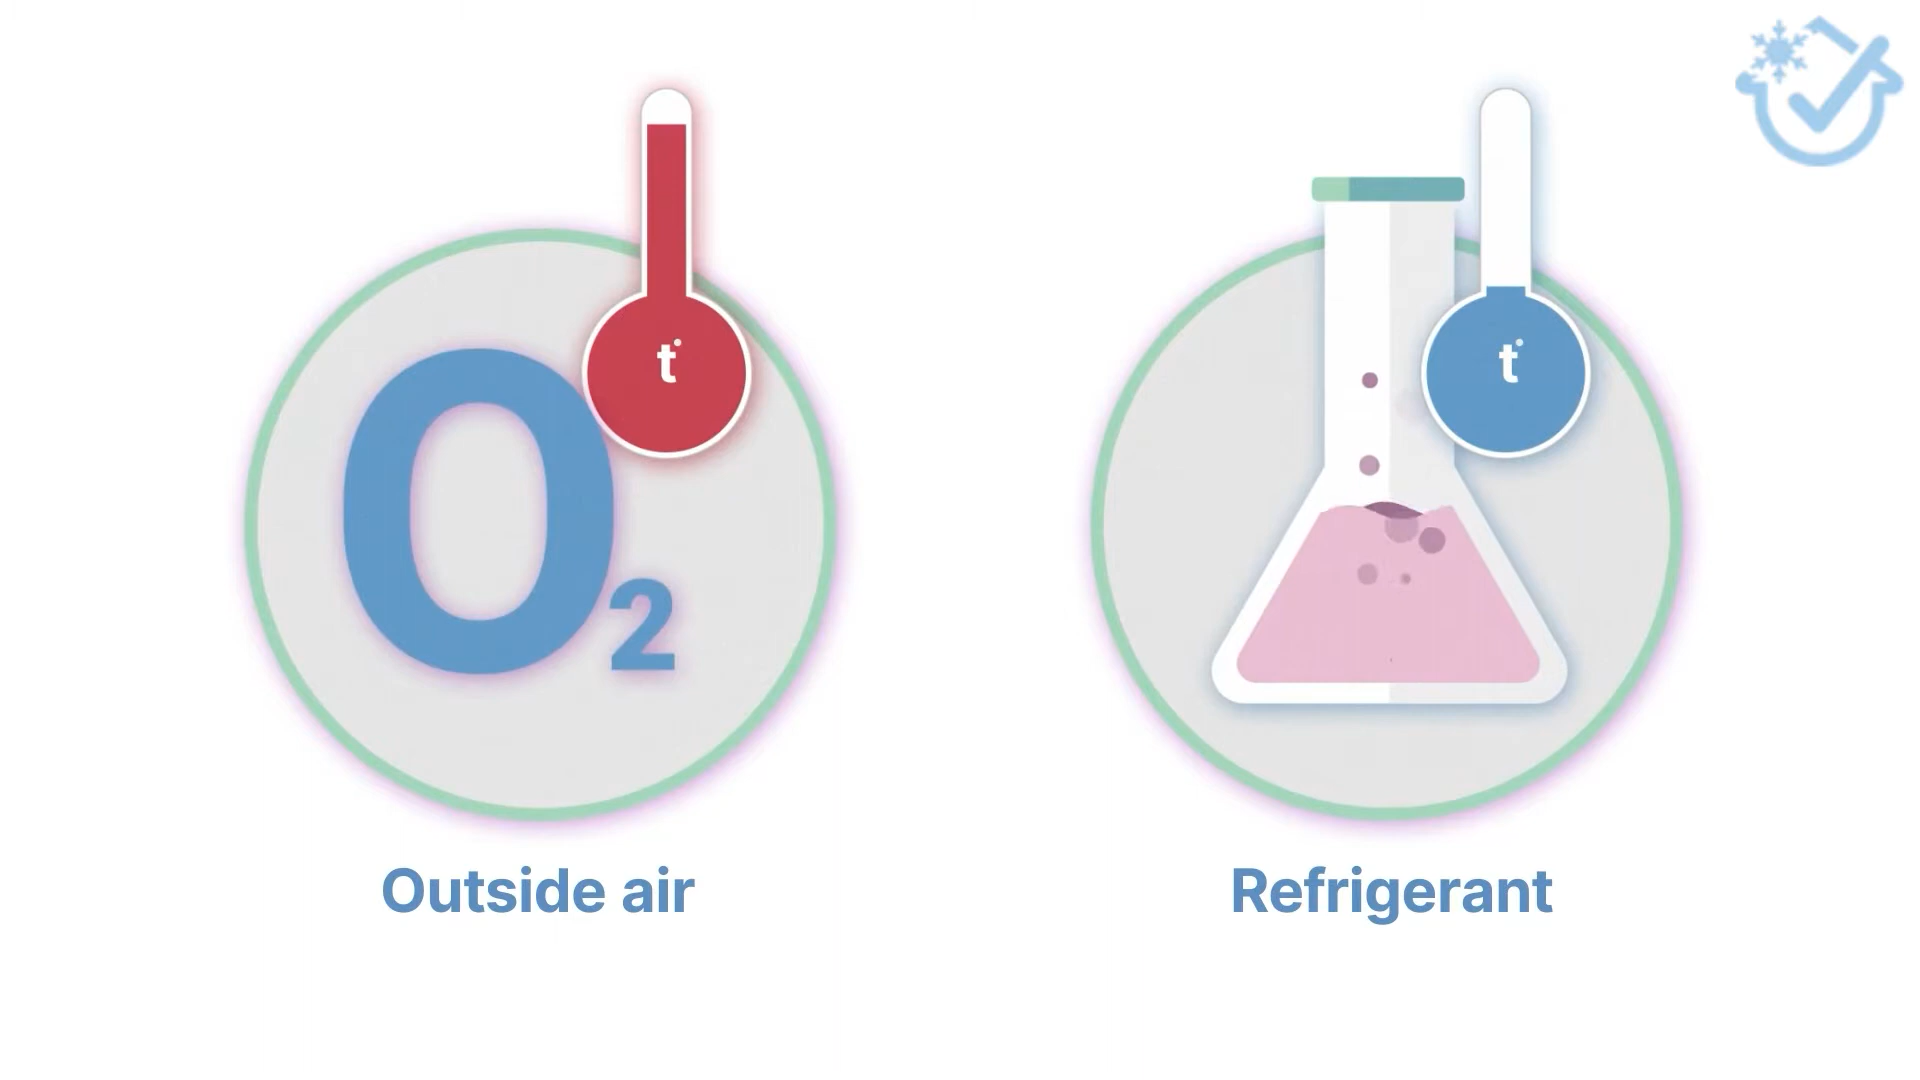 t°
t°
O₂
Outside air
Refrigerant